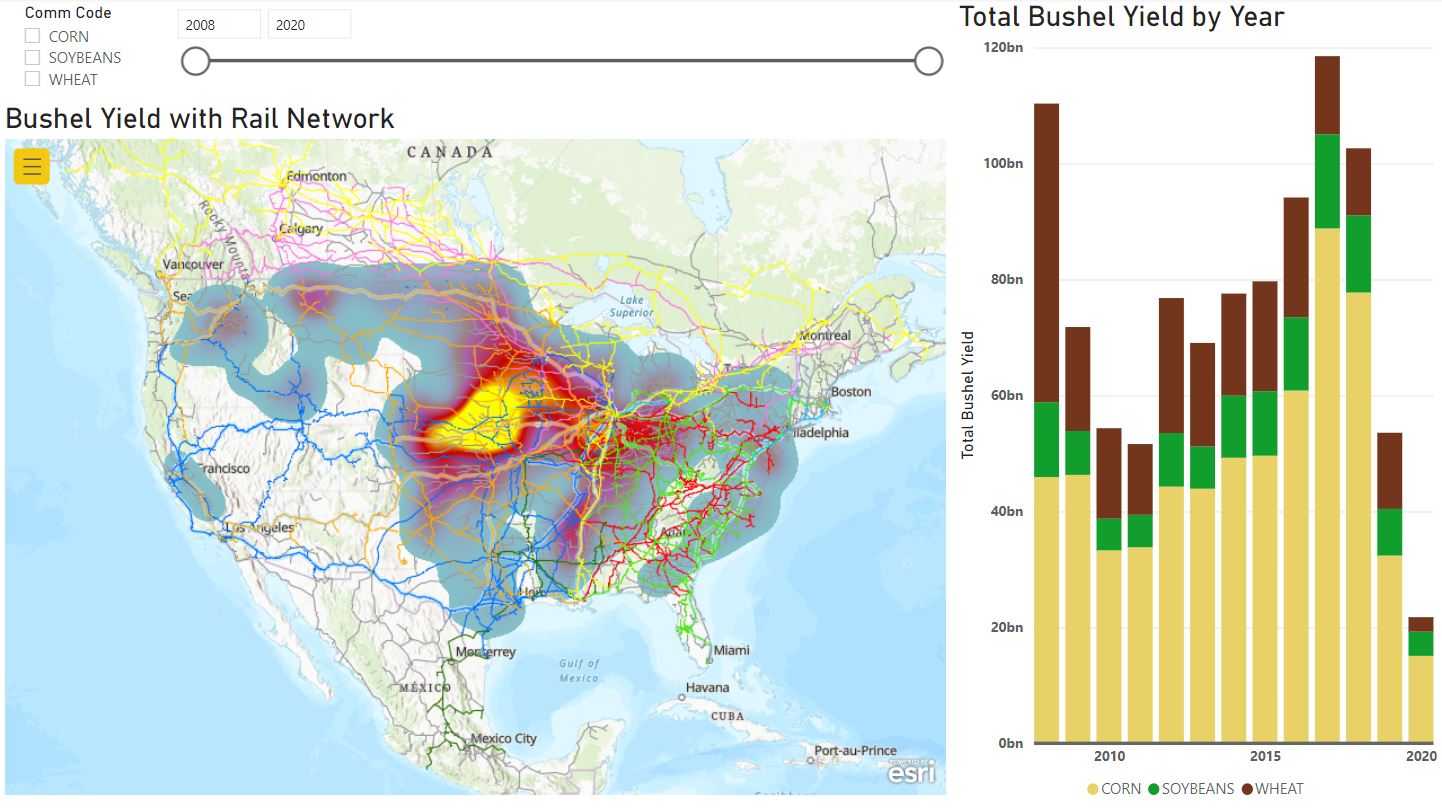 Comm Code
CORN
SOYBEANS
WHEAT
2008
2020
Bushel Yield with Rail Network
CANADA
Edmonton
Rocky
Calgary
Vancouver
Sea
Lake
Superior
Montreal
Boston
iladelphia
Francisco
Los Angeles
Monterrey
Gulf of
Mexico
Miami
MÉXICO
Havana
CUBA
Mexico City
Port-au-Prince
POWERED BY
esri
Total Bushel Yield by Year
Total Bushel Yield
120bn
100bn
80bn
60bn
40bn
20bn
0bn
2010
2015
2020
CORN
SOYBEANS
WHEAT